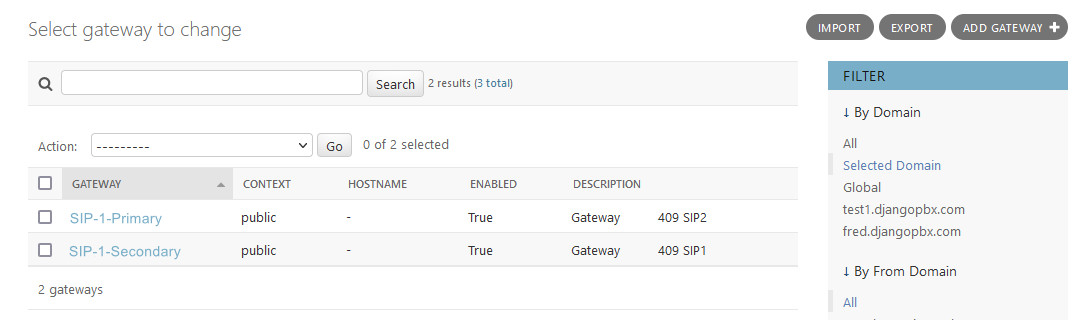 Select gateway to change
IMPORT EXPORT ADD GATEWAY +
Search 2 results (3 total)
Action: --------- Go 0 of 2 selected
GATEWAY CONTEXT HOSTNAME ENABLED DESCRIPTION
SIP-1-Primary public - True Gateway 409 SIP2
SIP-1-Secondary public - True Gateway 409 SIP1
2 gateways
FILTER
↓ By Domain
All
Selected Domain
Global
test1.djangopbx.com
fred.djangopbx.com
↓ By From Domain
All